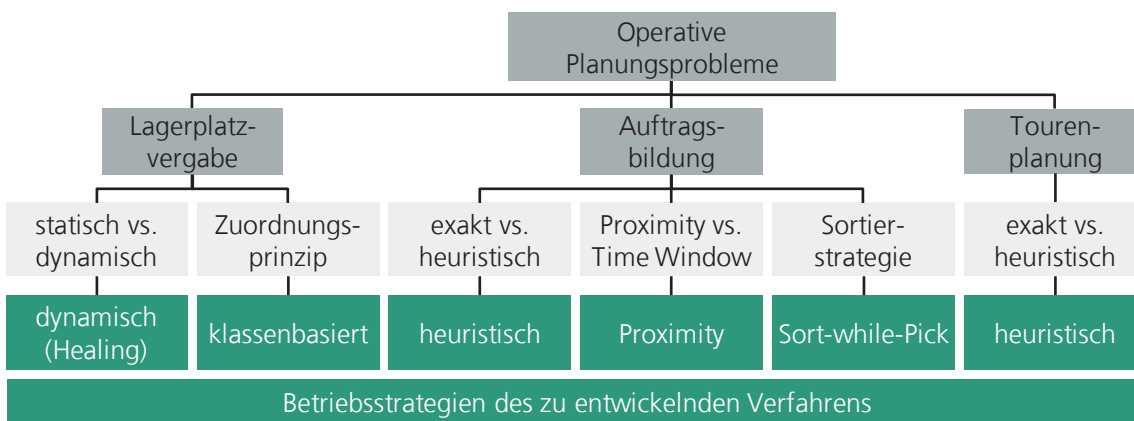 Operative
Planungsprobleme
Lagerplatz-
vergabe
Auftrags-
bildung
Touren-
planung
statisch vs.
dynamisch
Zuordnungs-
prinzip
exakt vs.
heuristisch
Proximity vs.
Time Window
Sortier-
strategie
exakt vs.
heuristisch
dynamisch
(Healing)
klassenbasiert
heuristisch
Proximity
Sort-while-Pick
heuristisch
Betriebsstrategien des zu entwickelnden Verfahrens